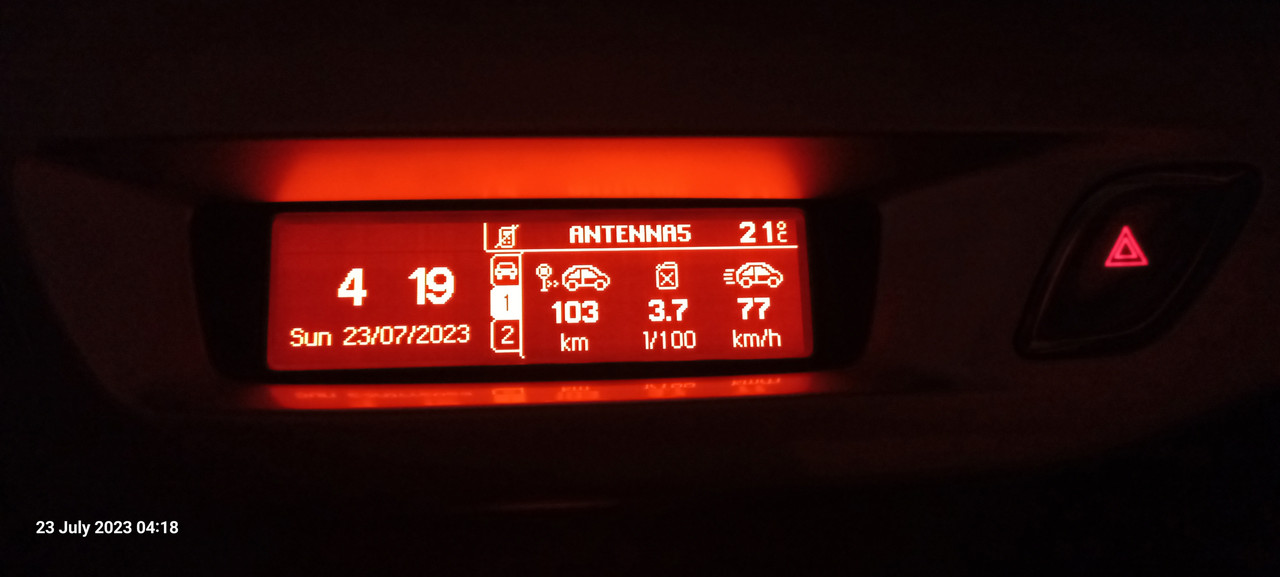 ANTENNA5 21°C
4 19
Sun 23/07/2023
1
2
103 3.7 77
km l/100 km/h
23 July 2023 04:18